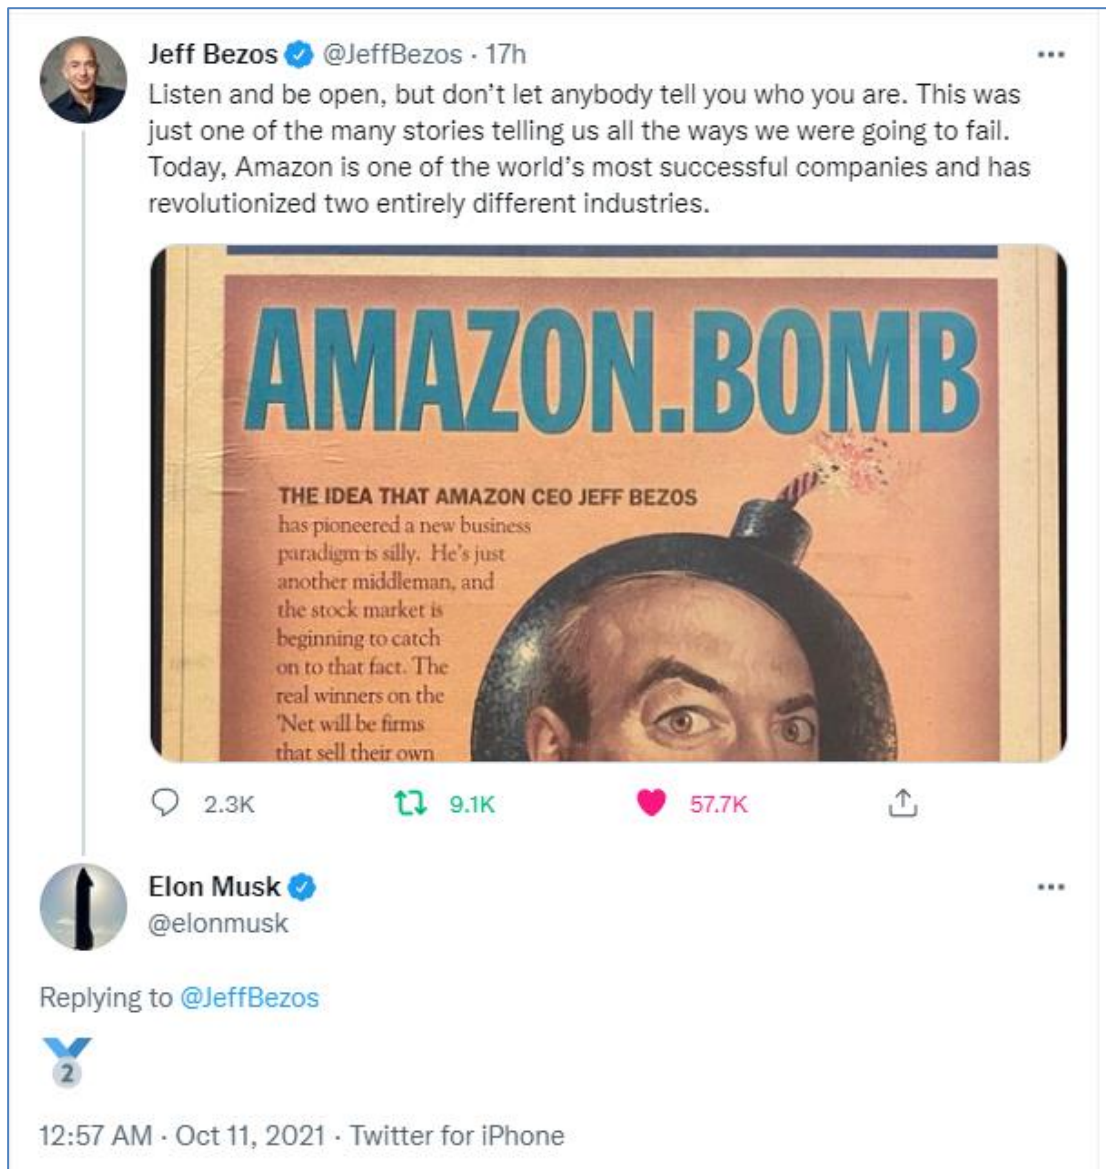 Jeff Bezos @JeffBezos · 17h
Listen and be open, but don’t let anybody tell you who you are. This was
just one of the many stories telling us all the ways we were going to fail.
Today, Amazon is one of the world’s most successful companies and has
revolutionized two entirely different industries.
AMAZON.BOMB
THE IDEA THAT AMAZON CEO JEFF BEZOS
has pioneered a new business
paradigm is silly. He's just
another middleman, and
the stock market is
beginning to catch
on to that fact. The
real winners on the
'Net will be firms
that sell their own
2.3K 9.1K 57.7K
Elon Musk
@elonmusk
Replying to @JeffBezos
2
12:57 AM · Oct 11, 2021 · Twitter for iPhone